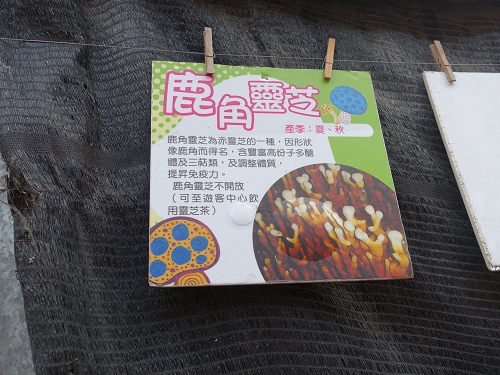 鹿角靈芝
產季：夏、秋
鹿角靈芝為赤靈芝的一種，因形狀
像鹿角而得名，含豐富高份子多醣
體及三萜類，及調整體質，
提昇免疫力。
鹿角靈芝不開放
（可至遊客中心飲
用靈芝茶）